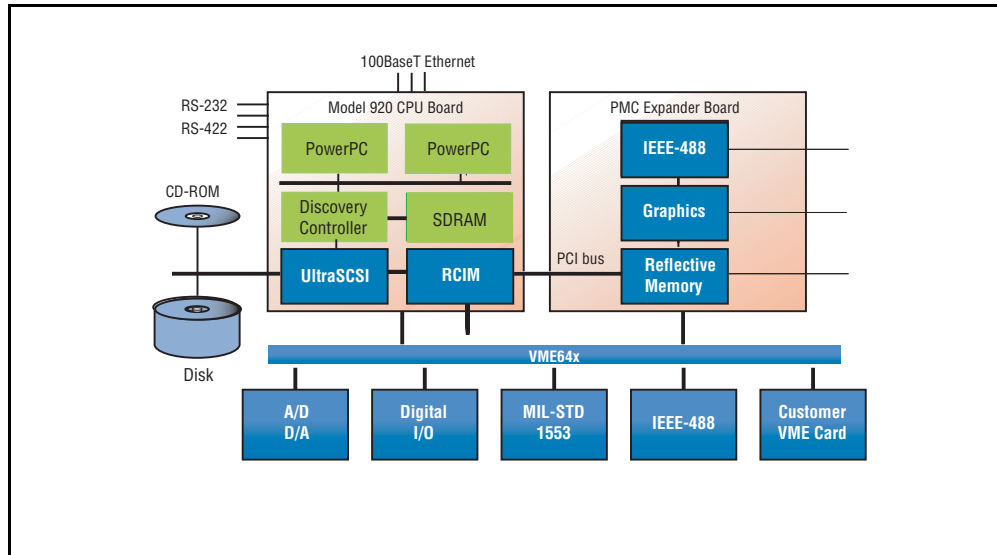 100BaseT Ethernet
RS-232
RS-422
Model 920 CPU Board
PMC Expander Board
PowerPC
PowerPC
IEEE-488
CD-ROM
Discovery
Controller
SDRAM
Graphics
UltraSCSI
RCIM
PCI bus
Reflective
Memory
Disk
VME64x
A/D
D/A
Digital
I/O
MIL-STD
1553
IEEE-488
Customer
VME Card